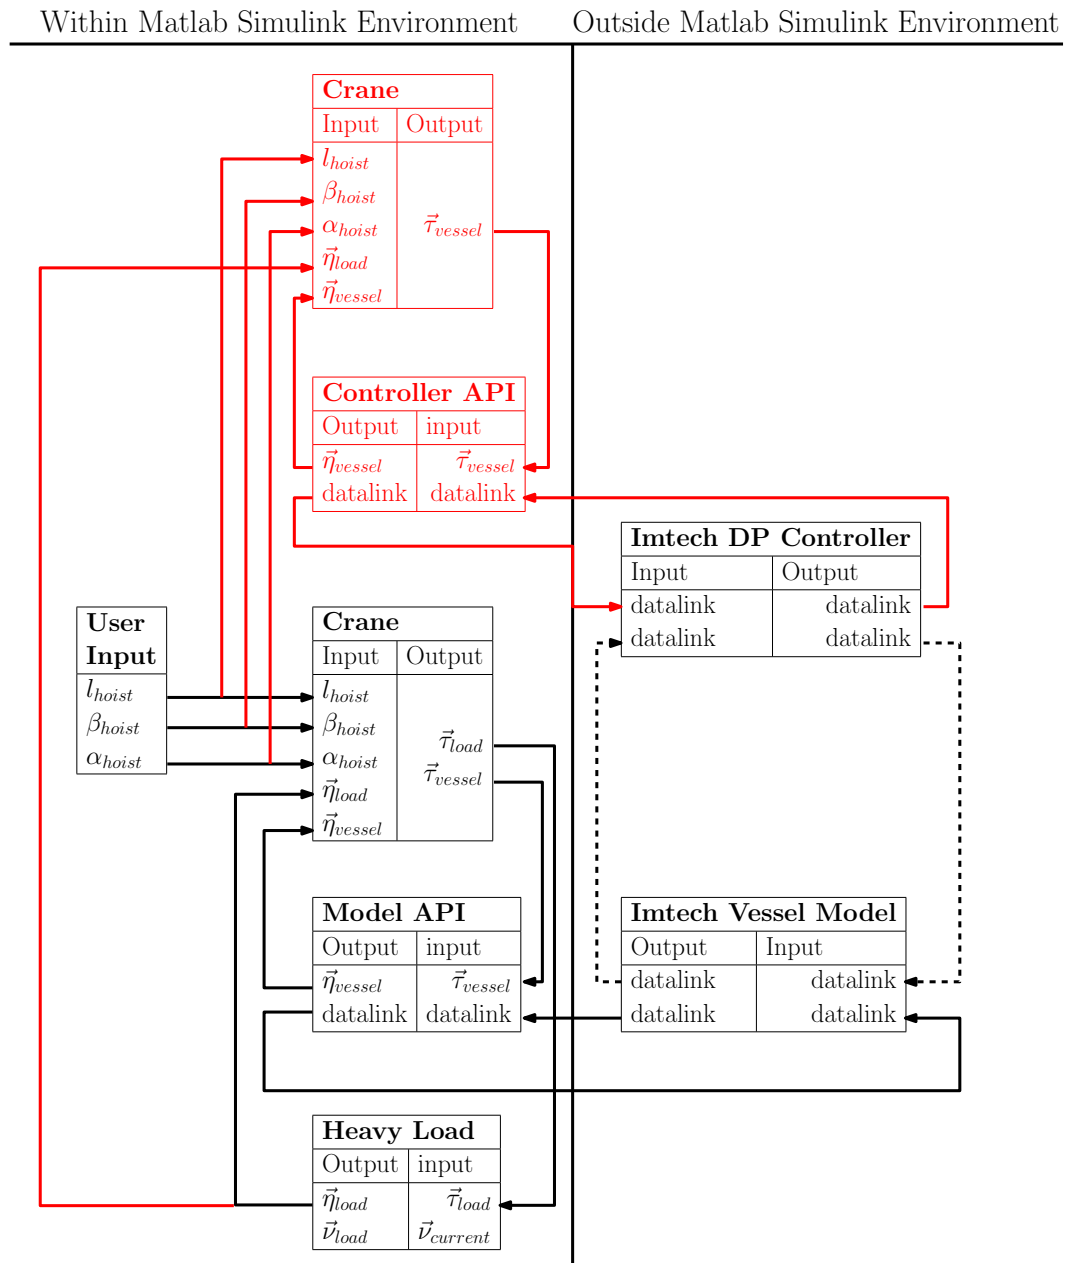 Within Matlab Simulink Environment
Outside Matlab Simulink Environment
Crane
Input Output
l_hoist
β_hoist
α_hoist τ⃗_vessel
η⃗_load
η⃗_vessel
Controller API
Output input
η⃗_vessel τ⃗_vessel
datalink datalink
Imtech DP Controller
Input Output
datalink datalink
datalink datalink
User
Input
l_hoist
β_hoist
α_hoist
Crane
Input Output
l_hoist
β_hoist
τ⃗_load
α_hoist
τ⃗_vessel
η⃗_load
η⃗_vessel
Model API
Output input
η⃗_vessel τ⃗_vessel
datalink datalink
Imtech Vessel Model
Output Input
datalink datalink
datalink datalink
Heavy Load
Output input
η⃗_load τ⃗_load
ν⃗_load ν⃗_current